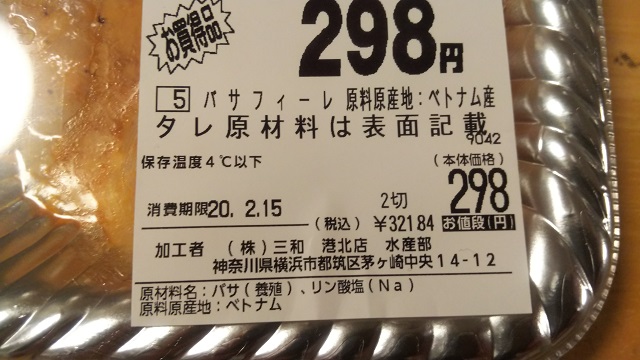 お買得品
298円
5 バサフィーレ 原料原産地：ベトナム産
タレ原材料は表面記載
9042
保存温度4℃以下
(本体価格)
消費期限20. 2.15 2切 298
(税込) ¥321.84 お値段(円)
加工者 (株)三和 港北店 水産部
神奈川県横浜市都筑区茅ヶ崎中央14-12
原材料名：バサ(養殖)、リン酸塩(Na)
原料原産地：ベトナム